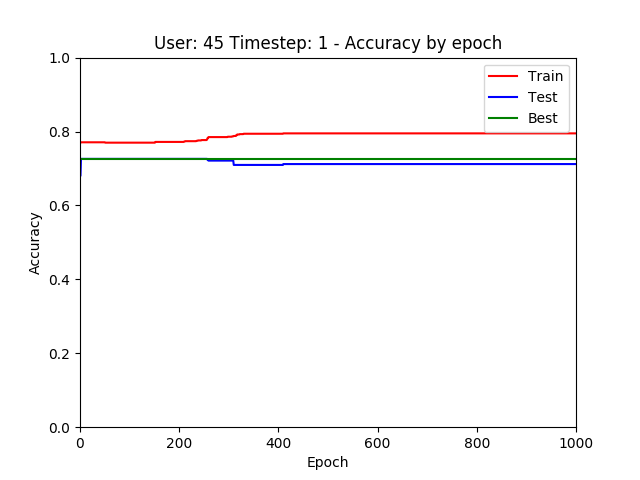 User: 45 Timestep: 1 - Accuracy by epoch
1.0
0.8
0.6
0.4
0.2
0.0
Accuracy
Train
Test
Best
0 200 400 600 800 1000
Epoch